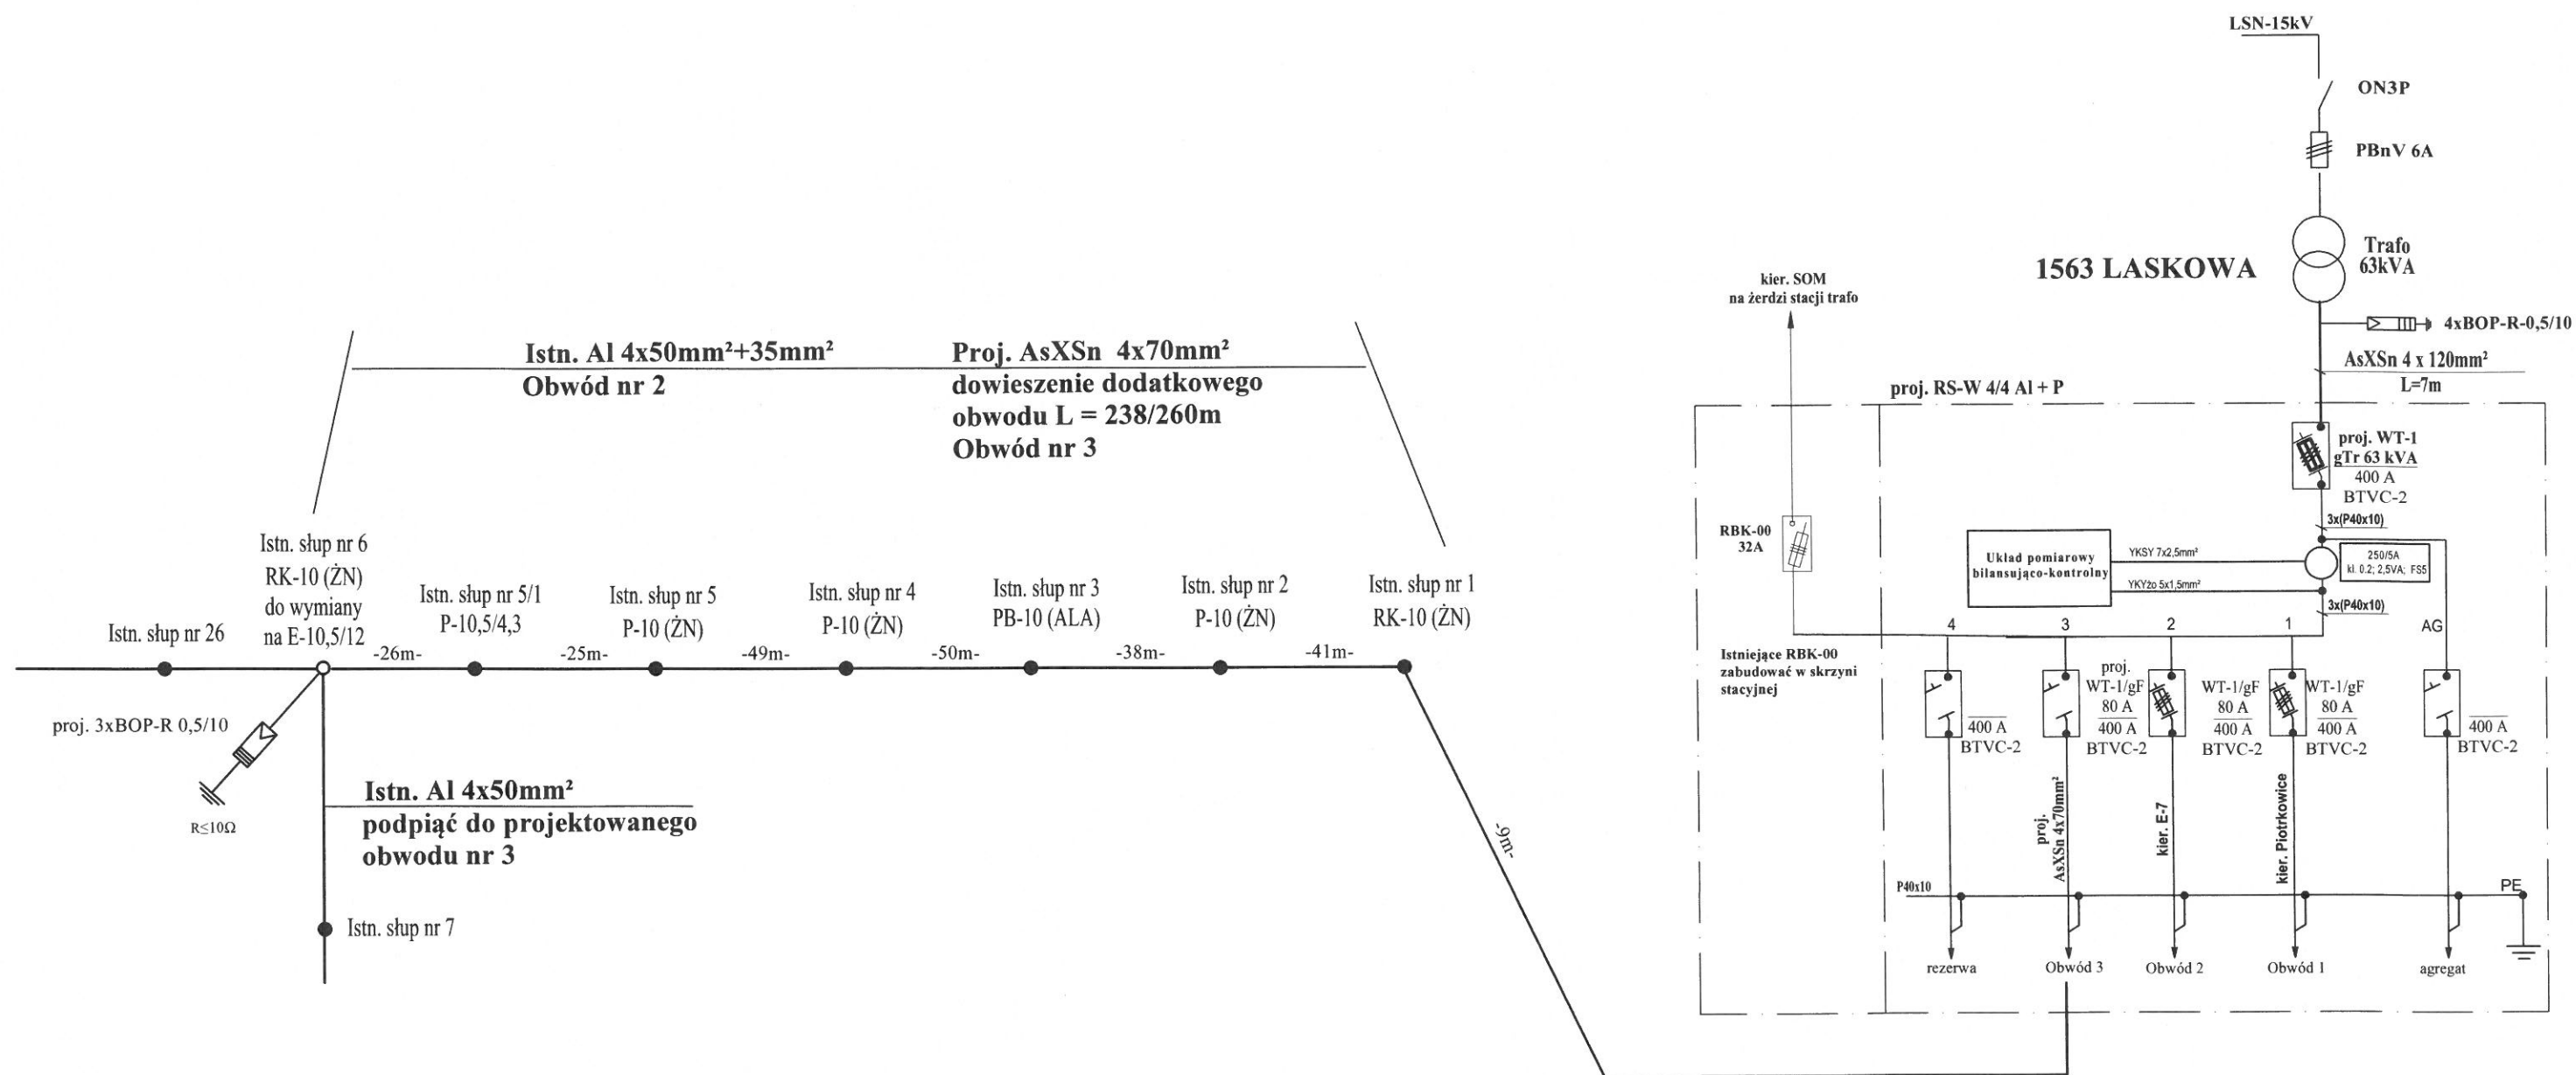 LSN-15kV
ON3P
PBnV 6A
Trafo
63kVA
1563 LASKOWA
4xBOP-R-0,5/10
AsXSn 4 x 120mm²
L=7m
kier. SOM
na żerdzi stacji trafo
proj. RS-W 4/4 Al + P
proj. WT-1
gTr 63 kVA
400 A
BTVC-2
3x(P40x10)
RBK-00
32A
Układ pomiarowy
bilansująco-kontrolny
YKSY 7x2,5mm²
YKYżo 5x1,5mm²
250/5A
kl. 0.2; 2,5VA; FS5
3x(P40x10)
4
3
2
1
AG
Istniejące RBK-00
zabudować w skrzyni
stacyjnej
400 A
BTVC-2
proj.
WT-1/gF
80 A
400 A
BTVC-2
WT-1/gF
80 A
400 A
BTVC-2
WT-1/gF
80 A
400 A
BTVC-2
400 A
BTVC-2
proj.
AsXSn 4x70mm²
kier. E-7
kier. Piotrkowice
P40x10
PE
rezerwa
Obwód 3
Obwód 2
Obwód 1
agregat
Istn. Al 4x50mm²+35mm²
Obwód nr 2
Proj. AsXSn 4x70mm²
dowieszenie dodatkowego
obwodu L = 238/260m
Obwód nr 3
Istn. słup nr 26
Istn. słup nr 6
RK-10 (ŻN)
do wymiany
na E-10,5/12
Istn. słup nr 5/1
P-10,5/4,3
Istn. słup nr 5
P-10 (ŻN)
Istn. słup nr 4
P-10 (ŻN)
Istn. słup nr 3
PB-10 (ALA)
Istn. słup nr 2
P-10 (ŻN)
Istn. słup nr 1
RK-10 (ŻN)
-26m-
-25m-
-49m-
-50m-
-38m-
-41m-
-9m-
proj. 3xBOP-R 0,5/10
R≤10Ω
Istn. Al 4x50mm²
podpiąć do projektowanego
obwodu nr 3
Istn. słup nr 7